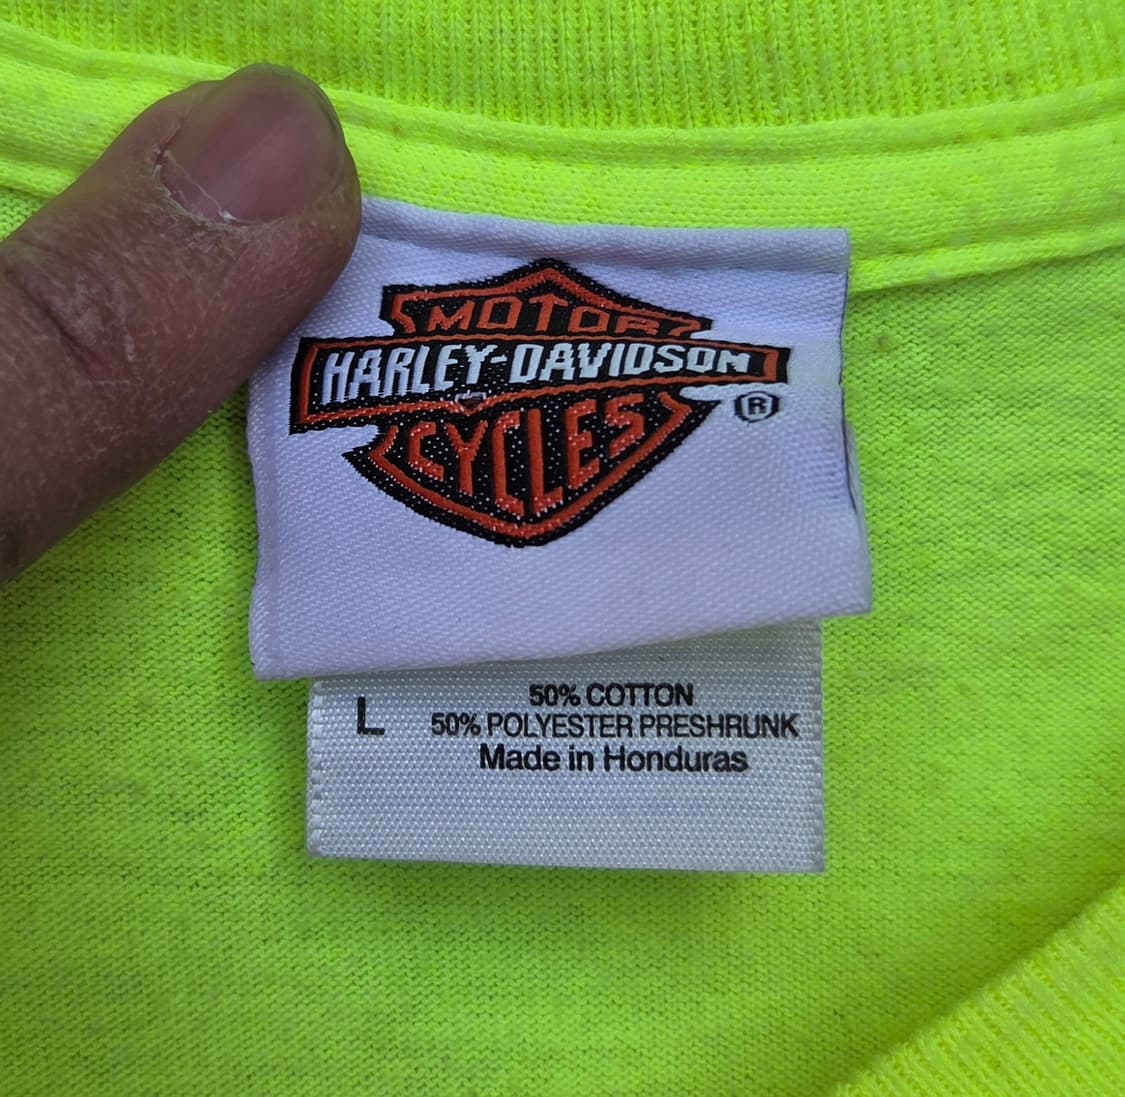 MOTOR
HARLEY-DAVIDSON
®
CYCLES
L
50% COTTON
50% POLYESTER PRESHRUNK
Made in Honduras